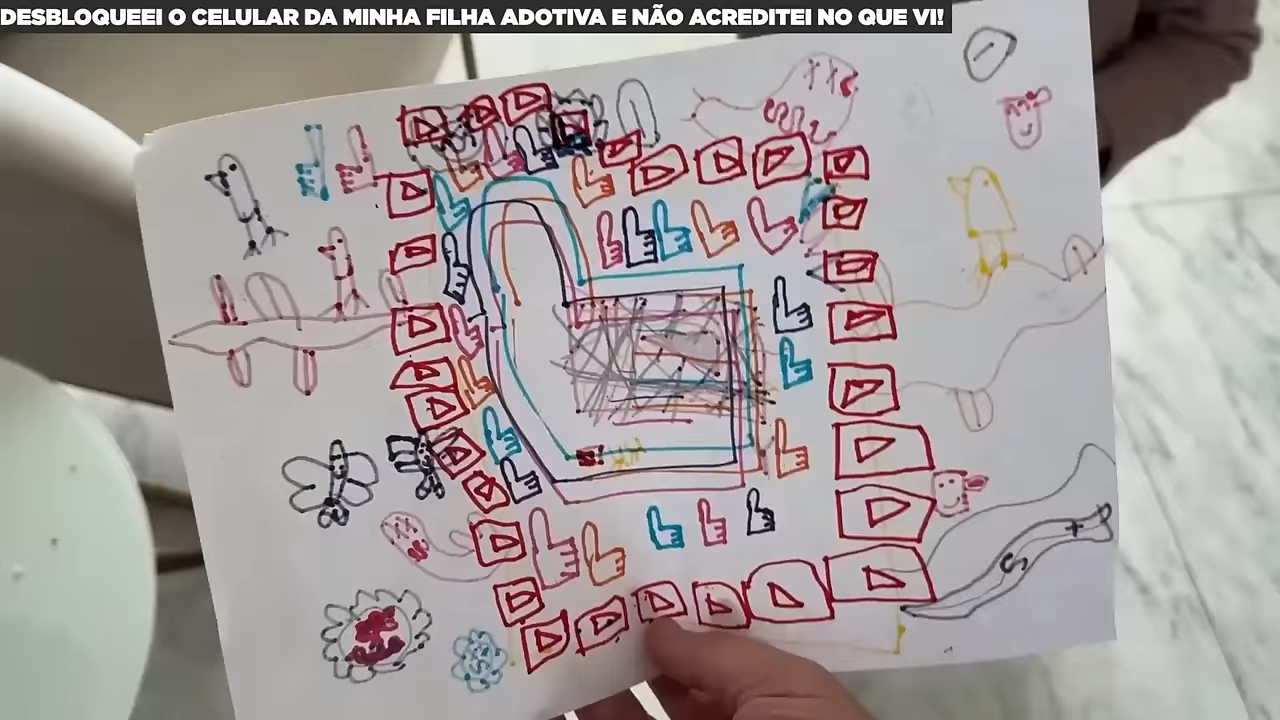 DESBLOQUEEI O CELULAR DA MINHA FILHA ADOTIVA E NÃO ACREDITEI NO QUE VI!